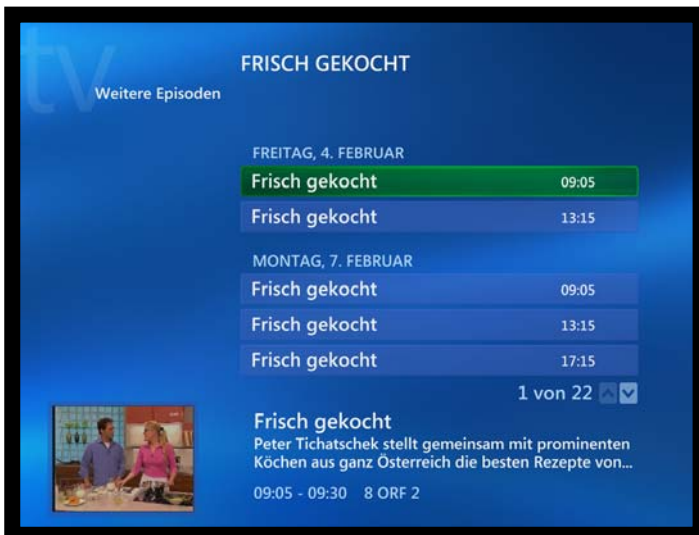 tv
FRISCH GEKOCHT
Weitere Episoden
FREITAG, 4. FEBRUAR
Frisch gekocht 09:05
Frisch gekocht 13:15
MONTAG, 7. FEBRUAR
Frisch gekocht 09:05
Frisch gekocht 13:15
Frisch gekocht 17:15
1 von 22
Frisch gekocht
Peter Tichatschek stellt gemeinsam mit prominenten
Köchen aus ganz Österreich die besten Rezepte von...
09:05 - 09:30 8 ORF 2